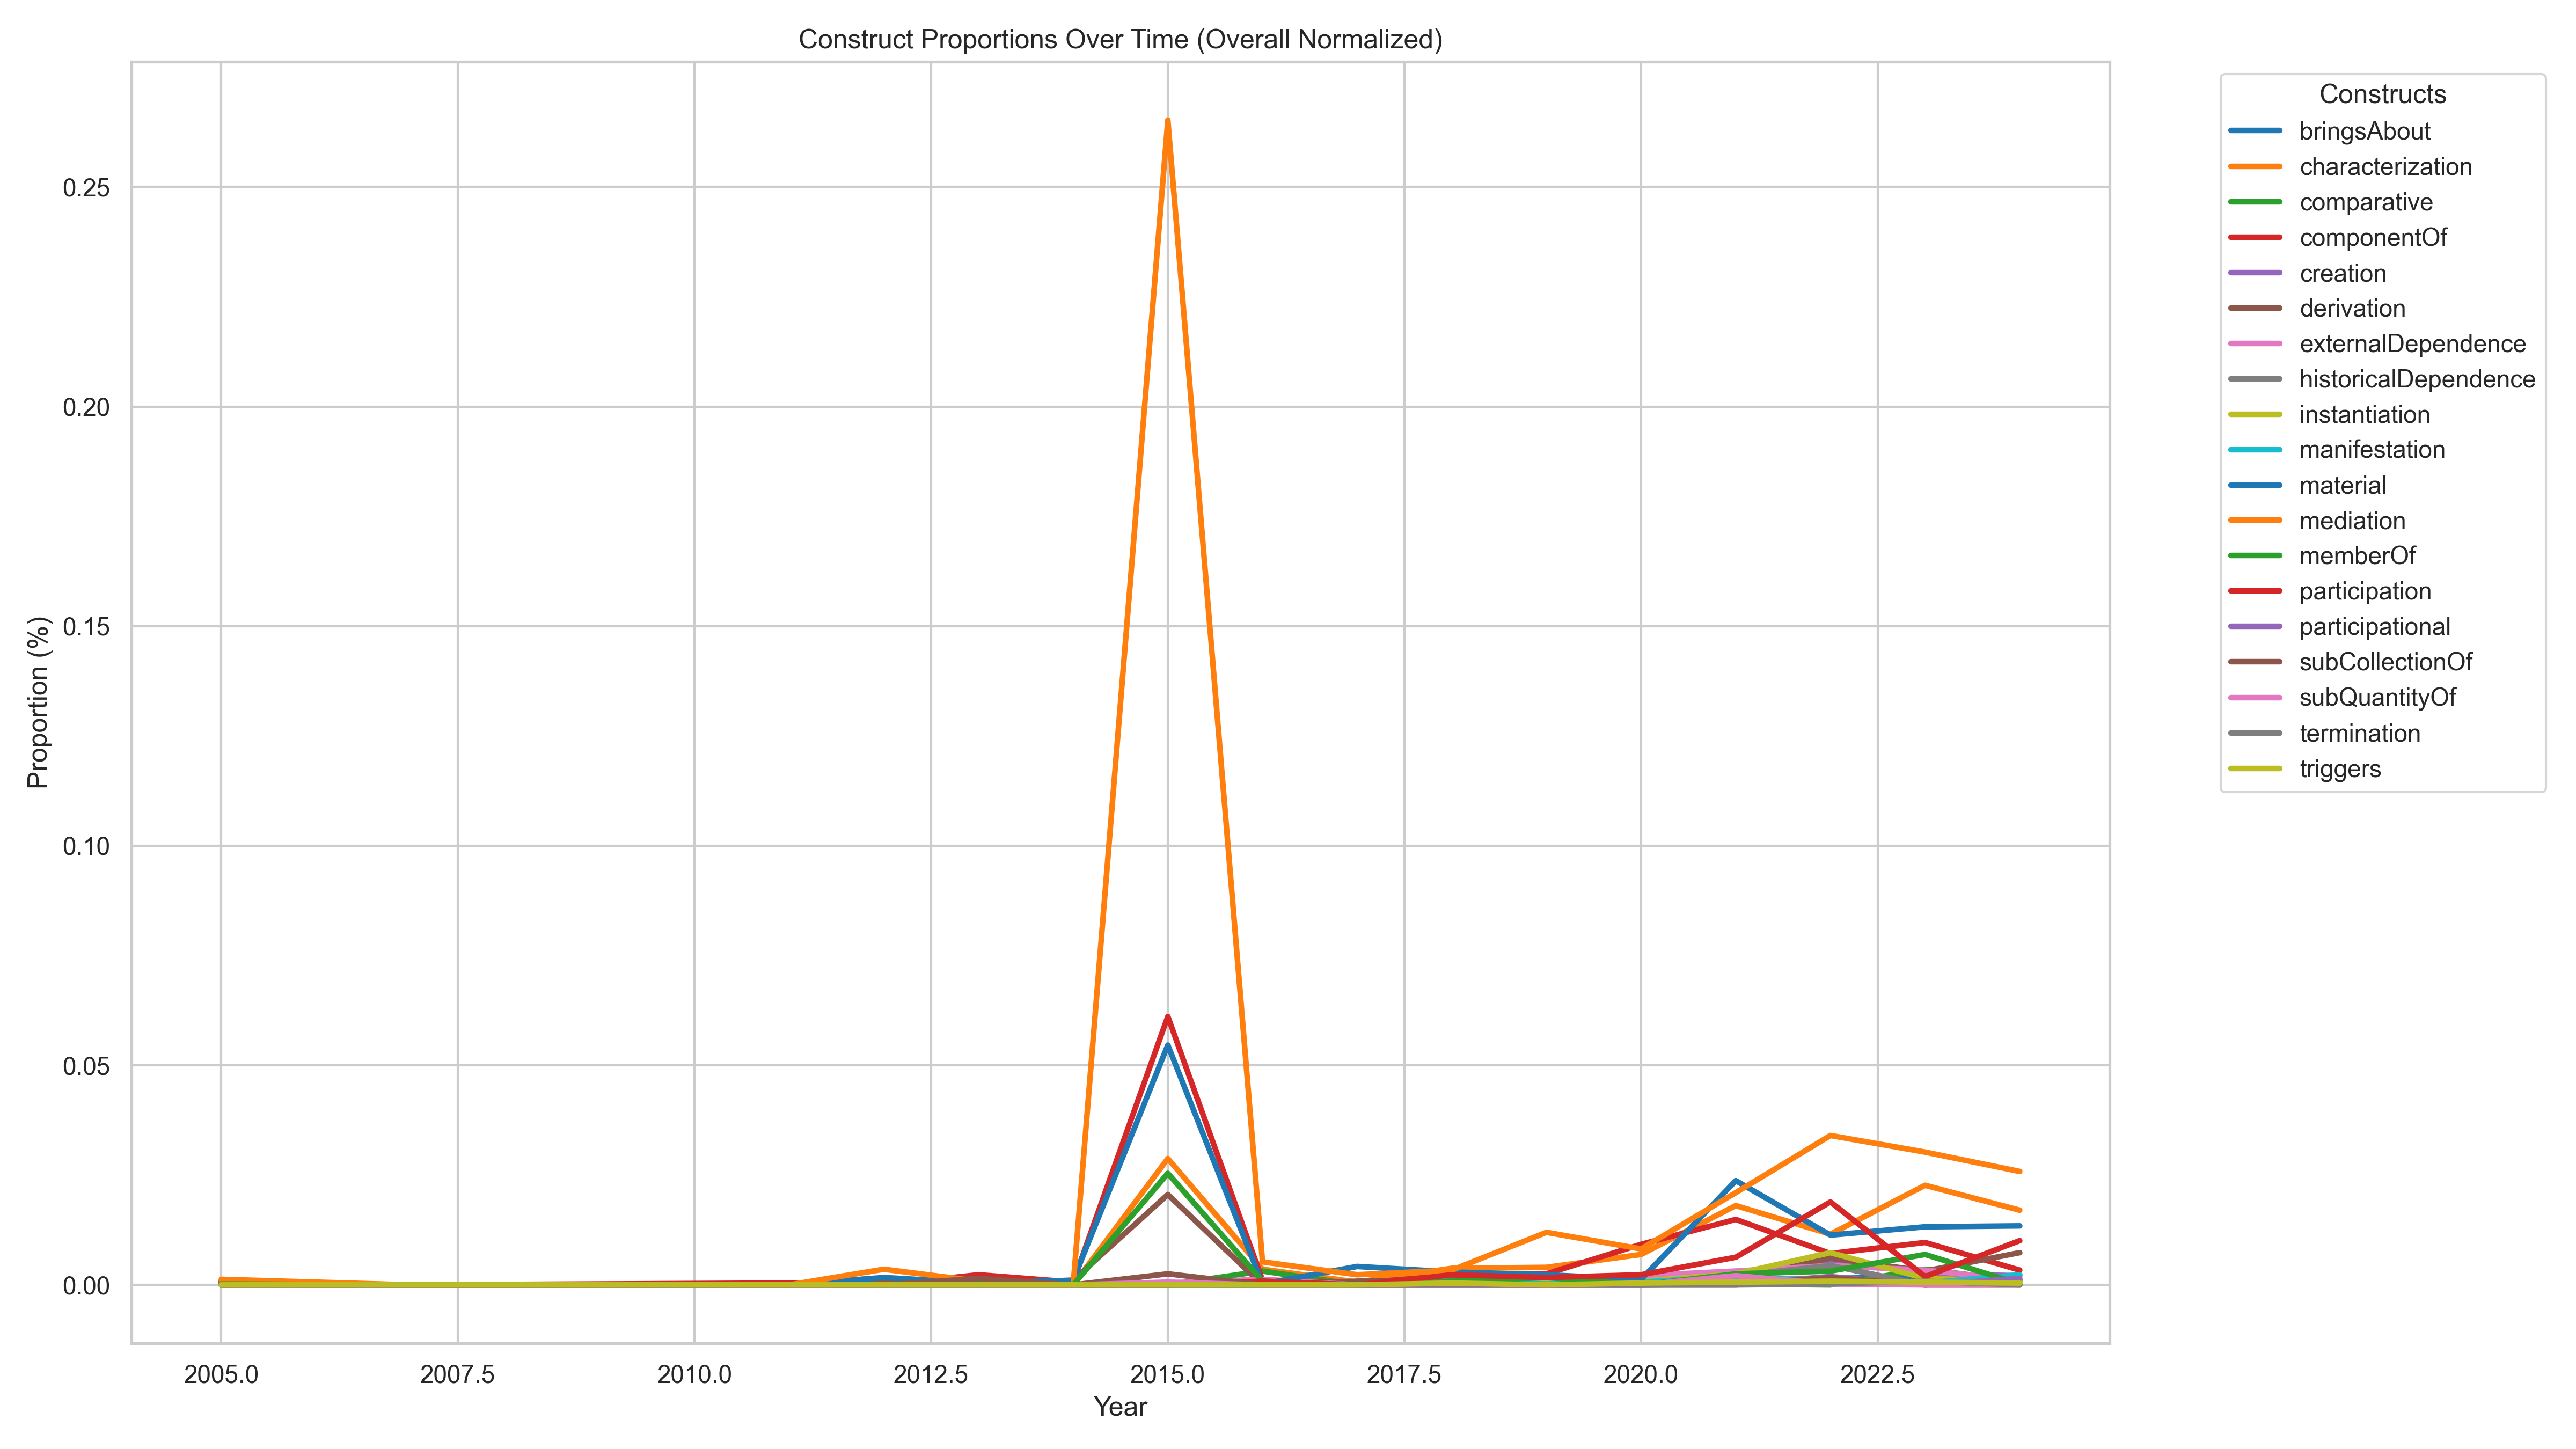 Construct Proportions Over Time (Overall Normalized)
Constructs
bringsAbout
characterization
comparative
componentOf
creation
derivation
externalDependence
historicalDependence
instantiation
manifestation
material
mediation
memberOf
participation
participational
subCollectionOf
subQuantityOf
termination
triggers
Proportion (%)
0.25
0.20
0.15
0.10
0.05
0.00
2005.0 2007.5 2010.0 2012.5 2015.0 2017.5 2020.0 2022.5
Year